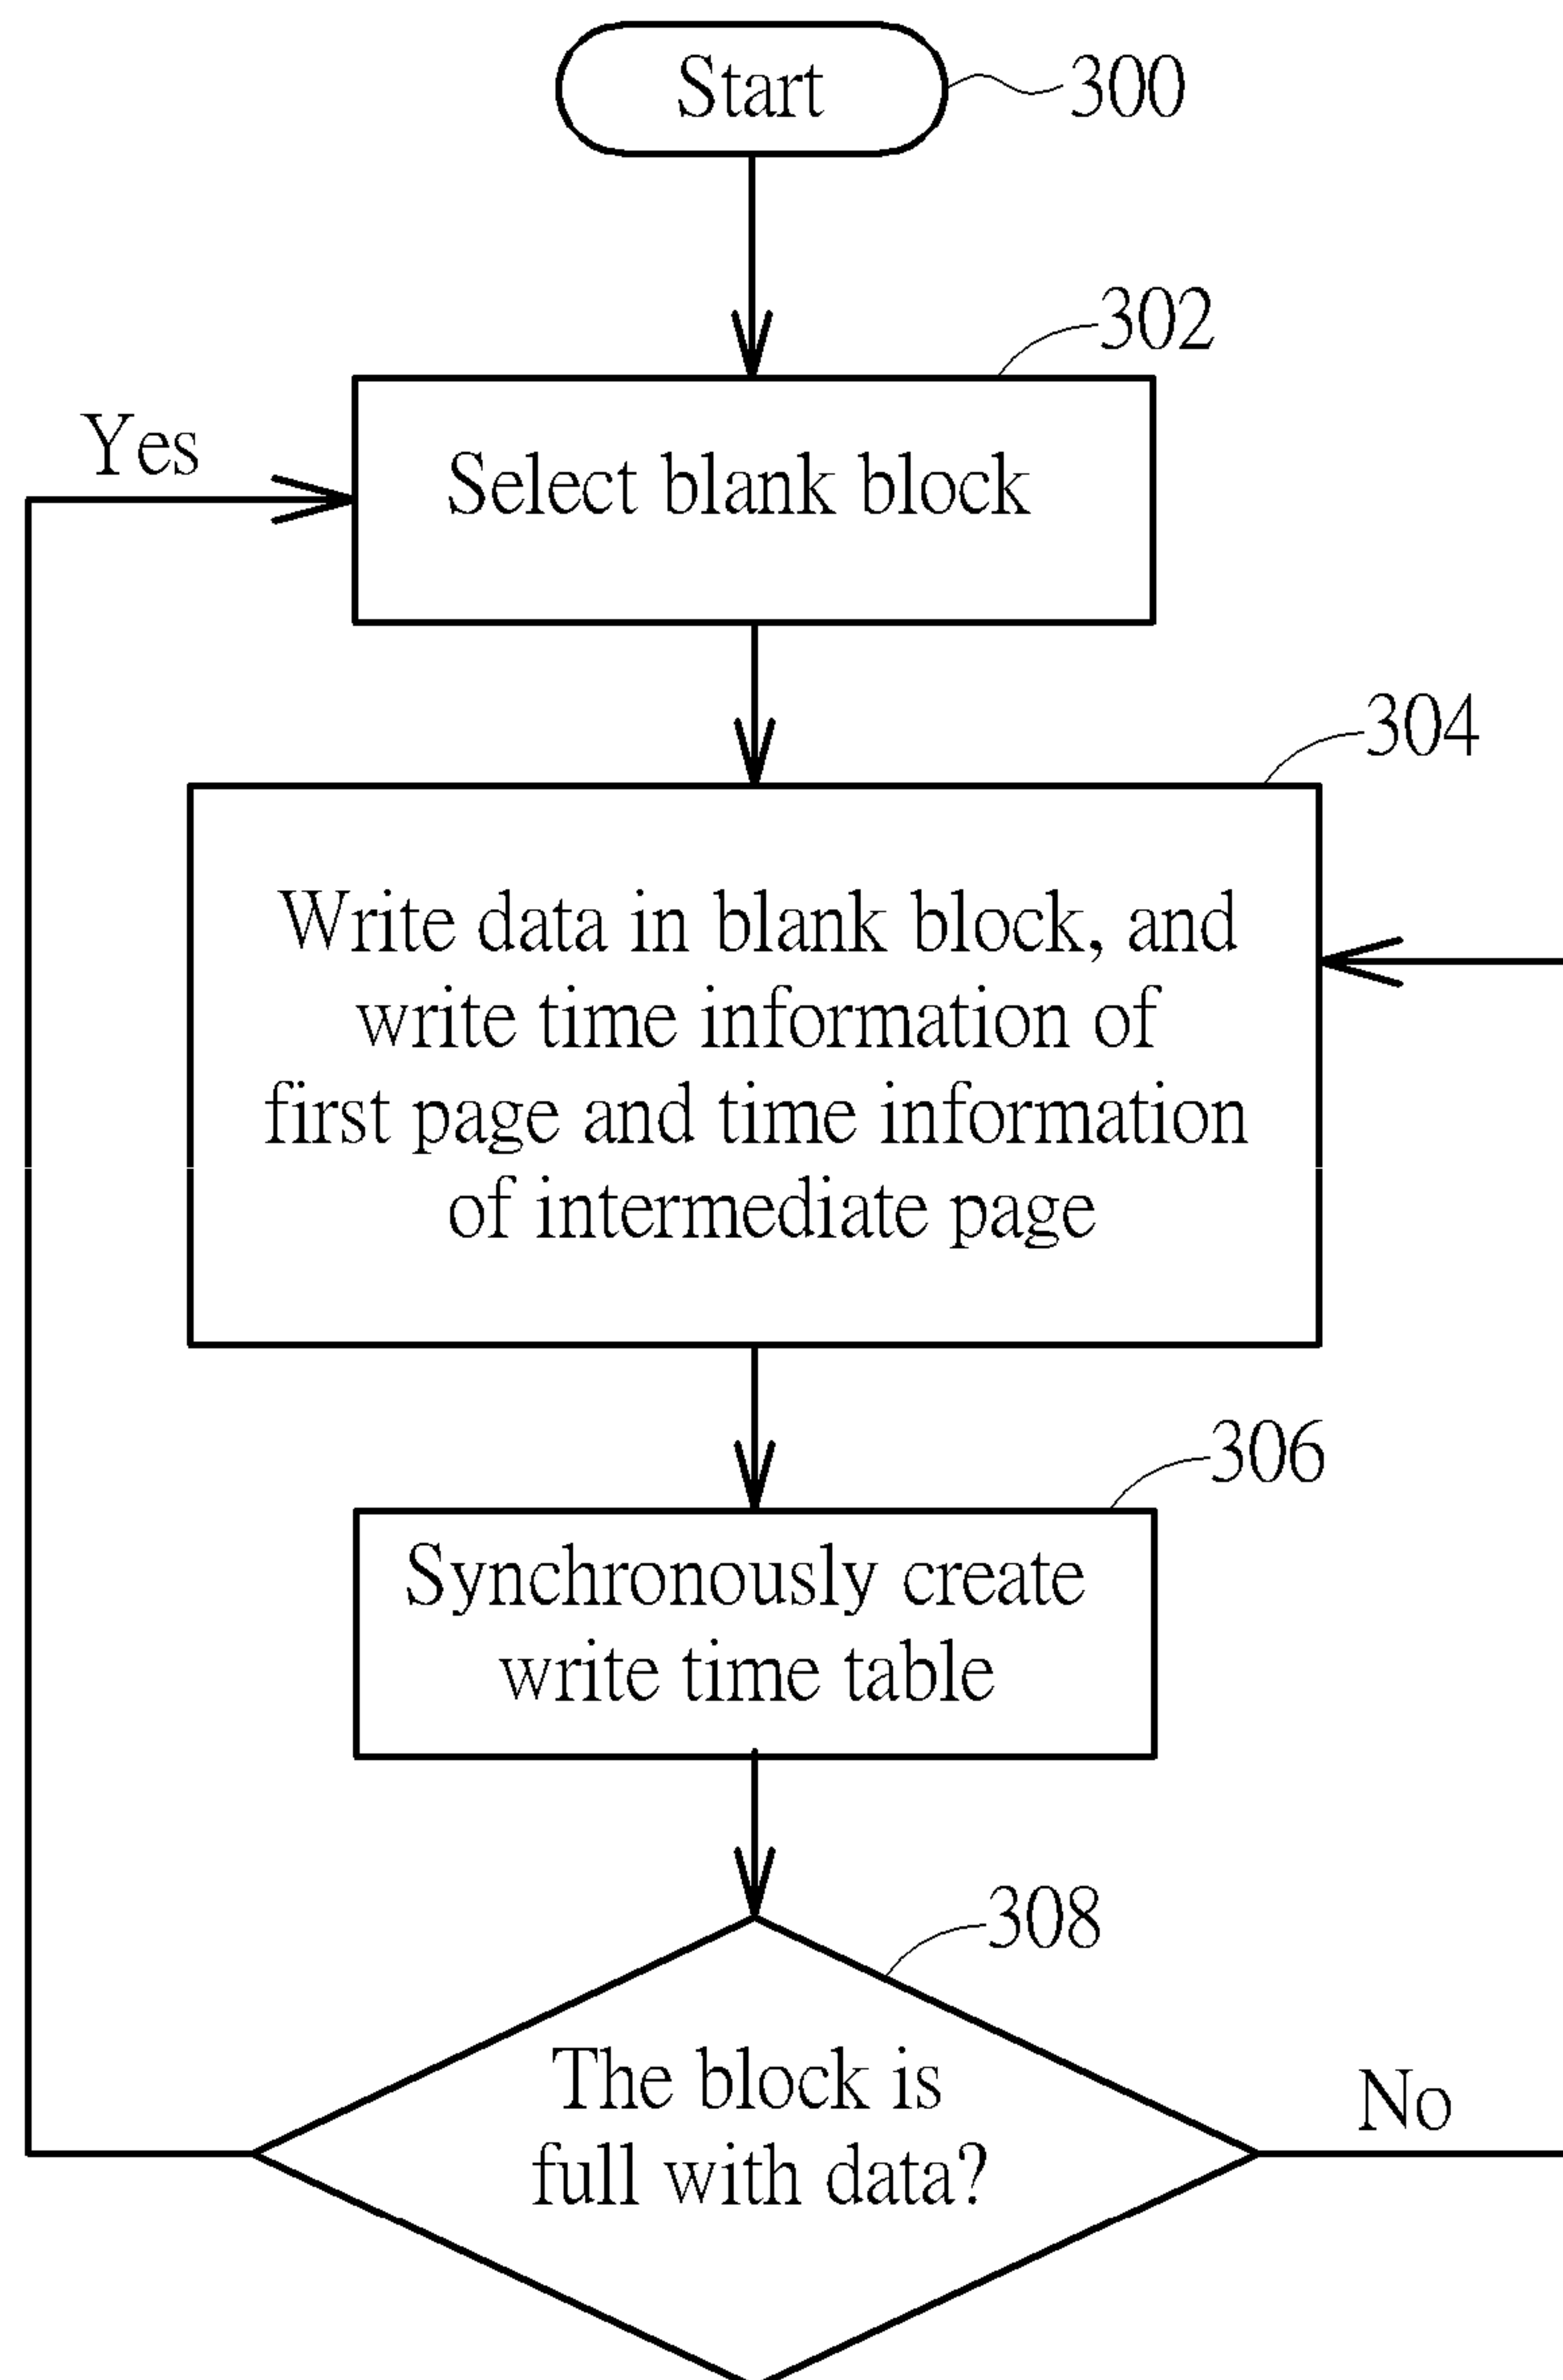 Start
300
302
Yes
Select blank block
304
Write data in blank block, and
write time information of
first page and time information
of intermediate page
306
Synchronously create
write time table
308
The block is
full with data?
No